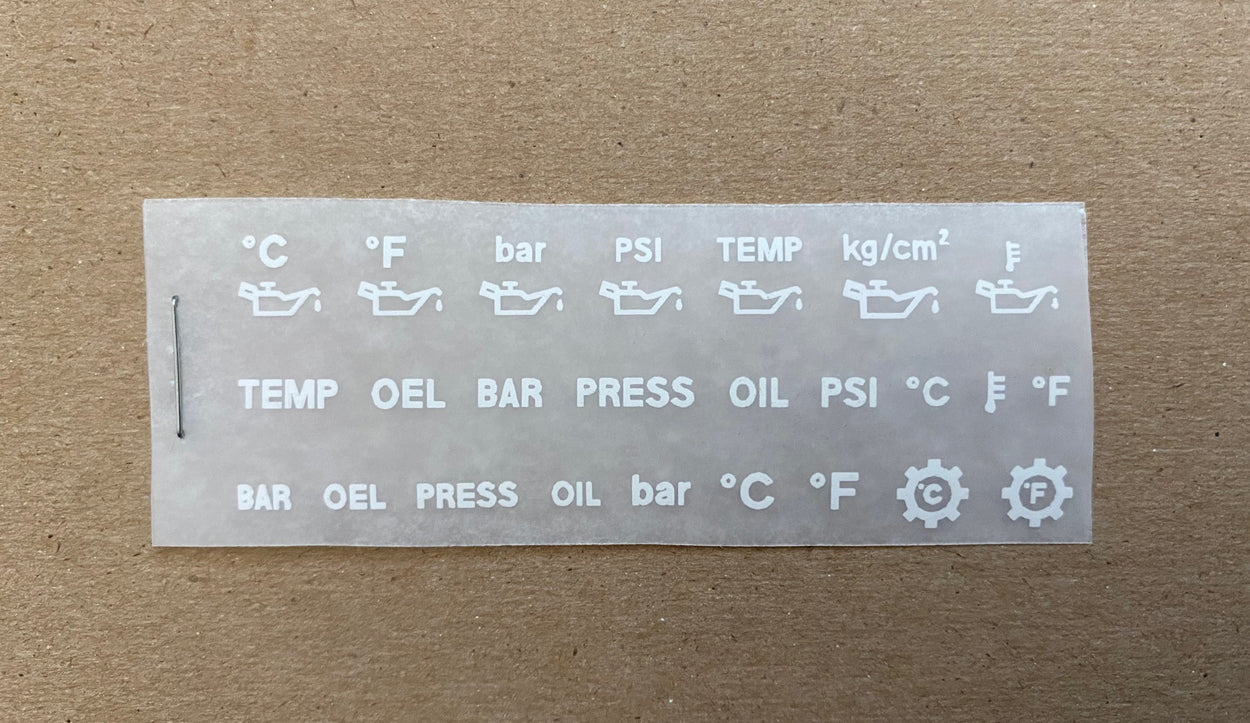 °C °F bar PSI TEMP kg/cm²
TEMP OEL BAR PRESS OIL PSI °C °F
BAR OEL PRESS OIL bar °C °F °C °F